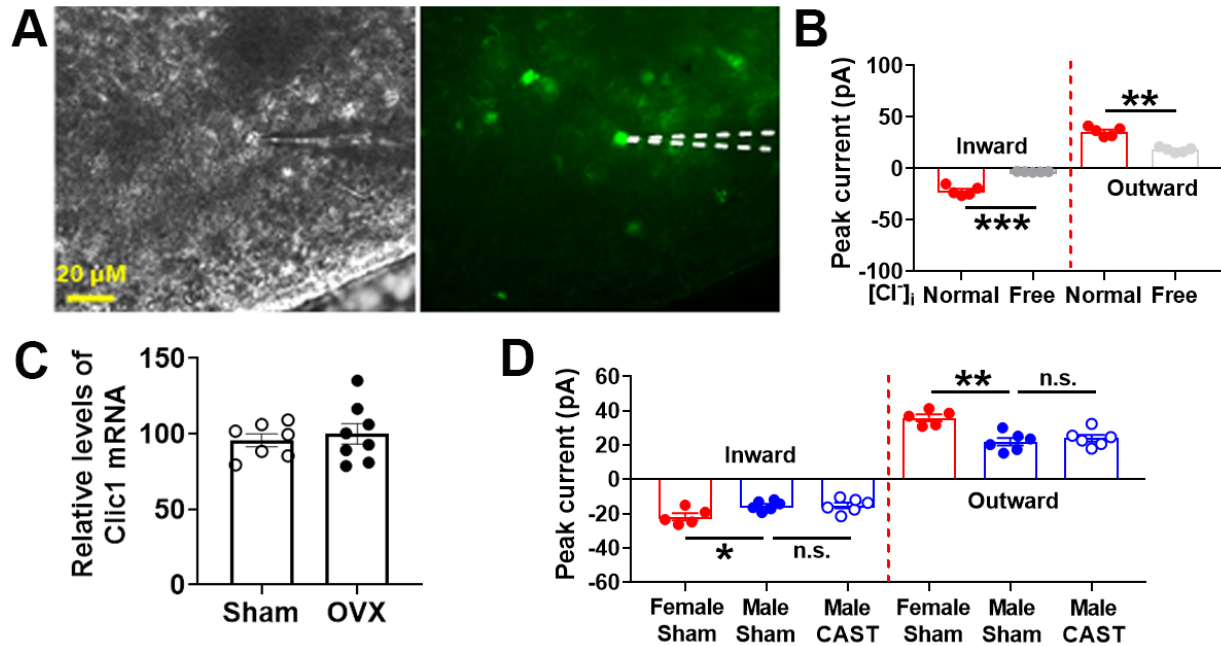 A
20 µM
B
Peak current (pA)
100
50
0
-50
-100
Inward
Outward
**
***
[Cl-]i Normal Free Normal Free
C
Relative levels of
Clic1 mRNA
150
100
50
0
Sham OVX
D
Peak current (pA)
60
40
20
0
-20
-40
-60
** n.s.
Inward
Outward
* n.s.
Female Male Male Female Male Male
Sham Sham CAST Sham Sham CAST